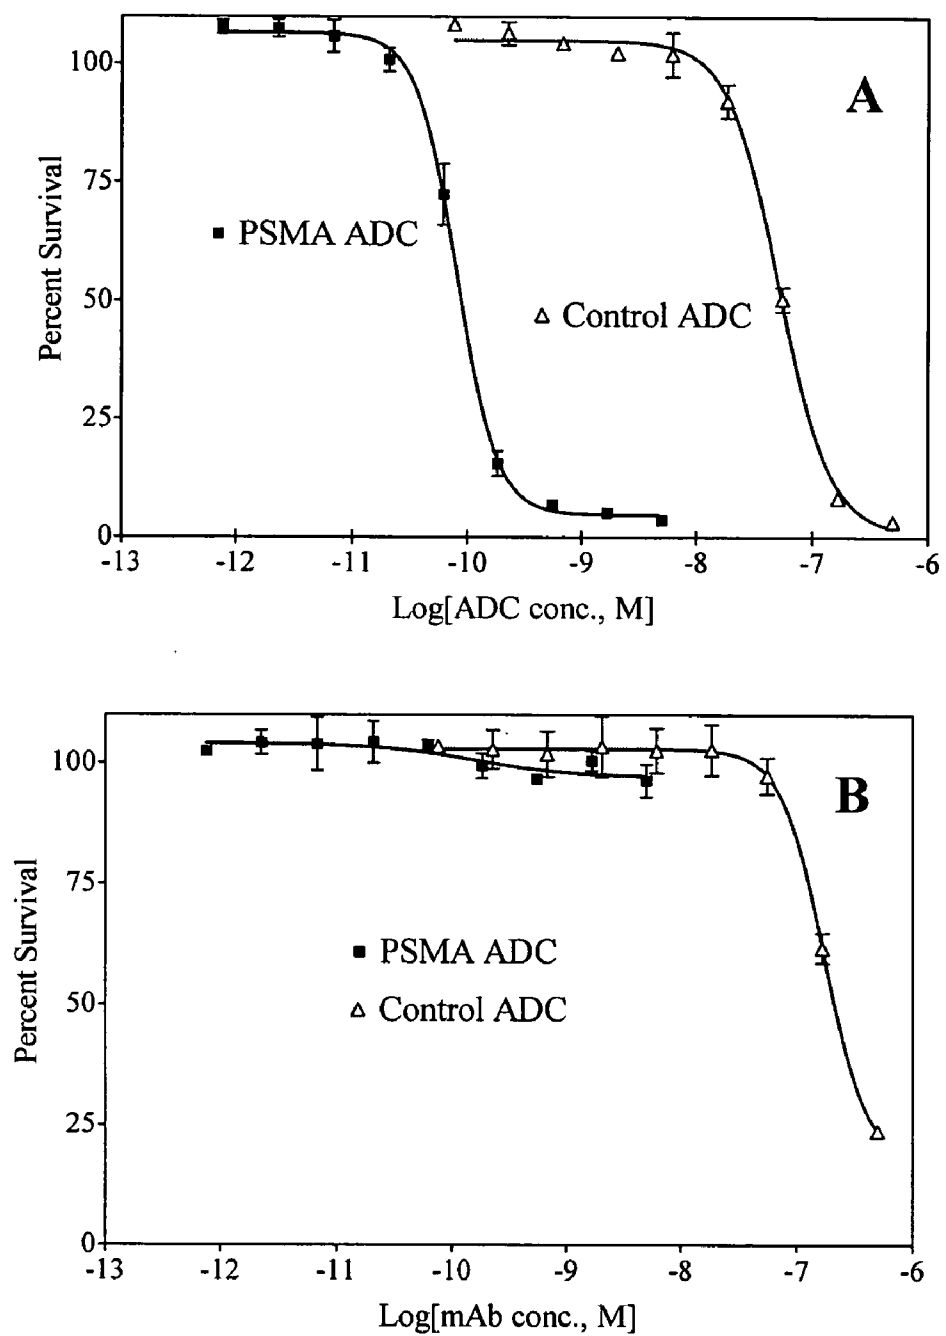 A
100
75
50
25
0
Percent Survival
■ PSMA ADC
△ Control ADC
-13 -12 -11 -10 -9 -8 -7 -6
Log[ADC conc., M]
B
100
75
50
25
0
Percent Survival
■ PSMA ADC
△ Control ADC
-13 -12 -11 -10 -9 -8 -7 -6
Log[mAb conc., M]